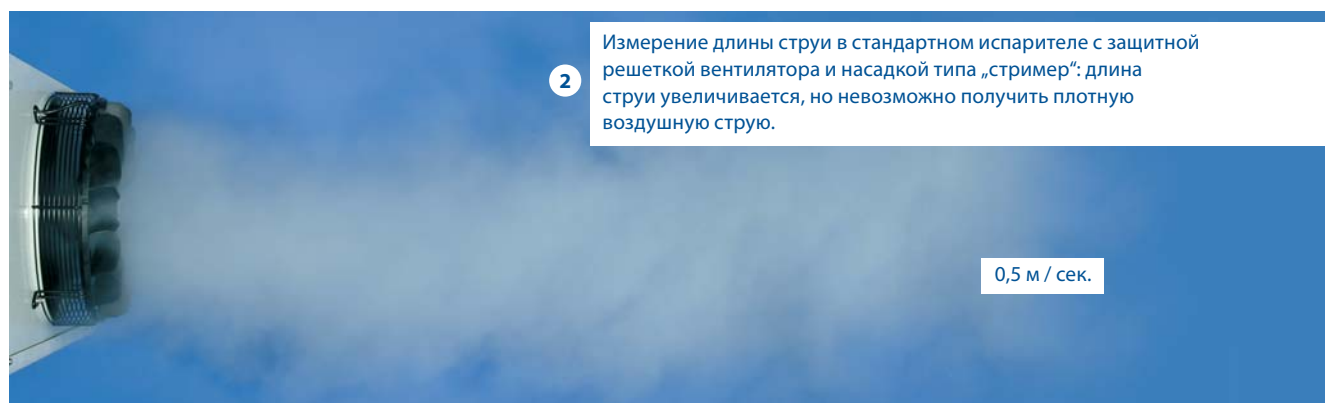 2
Измерение длины струи в стандартном испарителе с защитной
решеткой вентилятора и насадкой типа „стример“: длина
струи увеличивается, но невозможно получить плотную
воздушную струю.
0,5 м / сек.